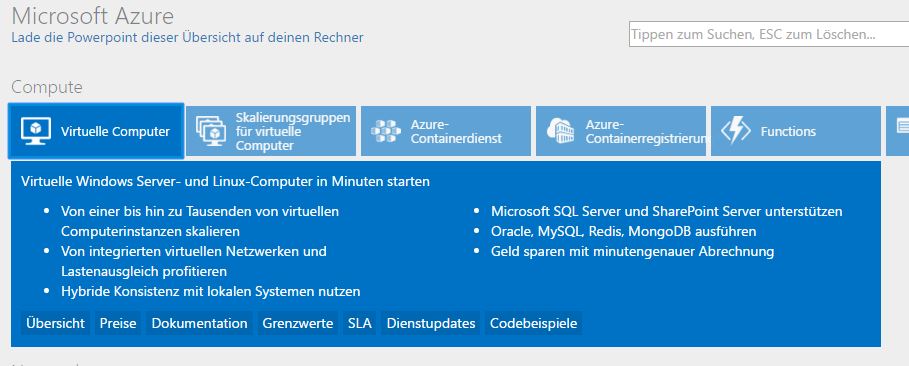 Microsoft Azure
Lade die Powerpoint dieser Übersicht auf deinen Rechner
Tippen zum Suchen, ESC zum Löschen...
Compute
Virtuelle Computer
Skalierungsgruppen
für virtuelle
Computer
Azure-
Containerdienst
Azure-
Containerregistrierun
Functions
Virtuelle Windows Server- und Linux-Computer in Minuten starten
Von einer bis hin zu Tausenden von virtuellen
Computerinstanzen skalieren
Von integrierten virtuellen Netzwerken und
Lastenausgleich profitieren
Hybride Konsistenz mit lokalen Systemen nutzen
Microsoft SQL Server und SharePoint Server unterstützen
Oracle, MySQL, Redis, MongoDB ausführen
Geld sparen mit minutengenauer Abrechnung
Übersicht Preise Dokumentation Grenzwerte SLA Dienstupdates Codebeispiele